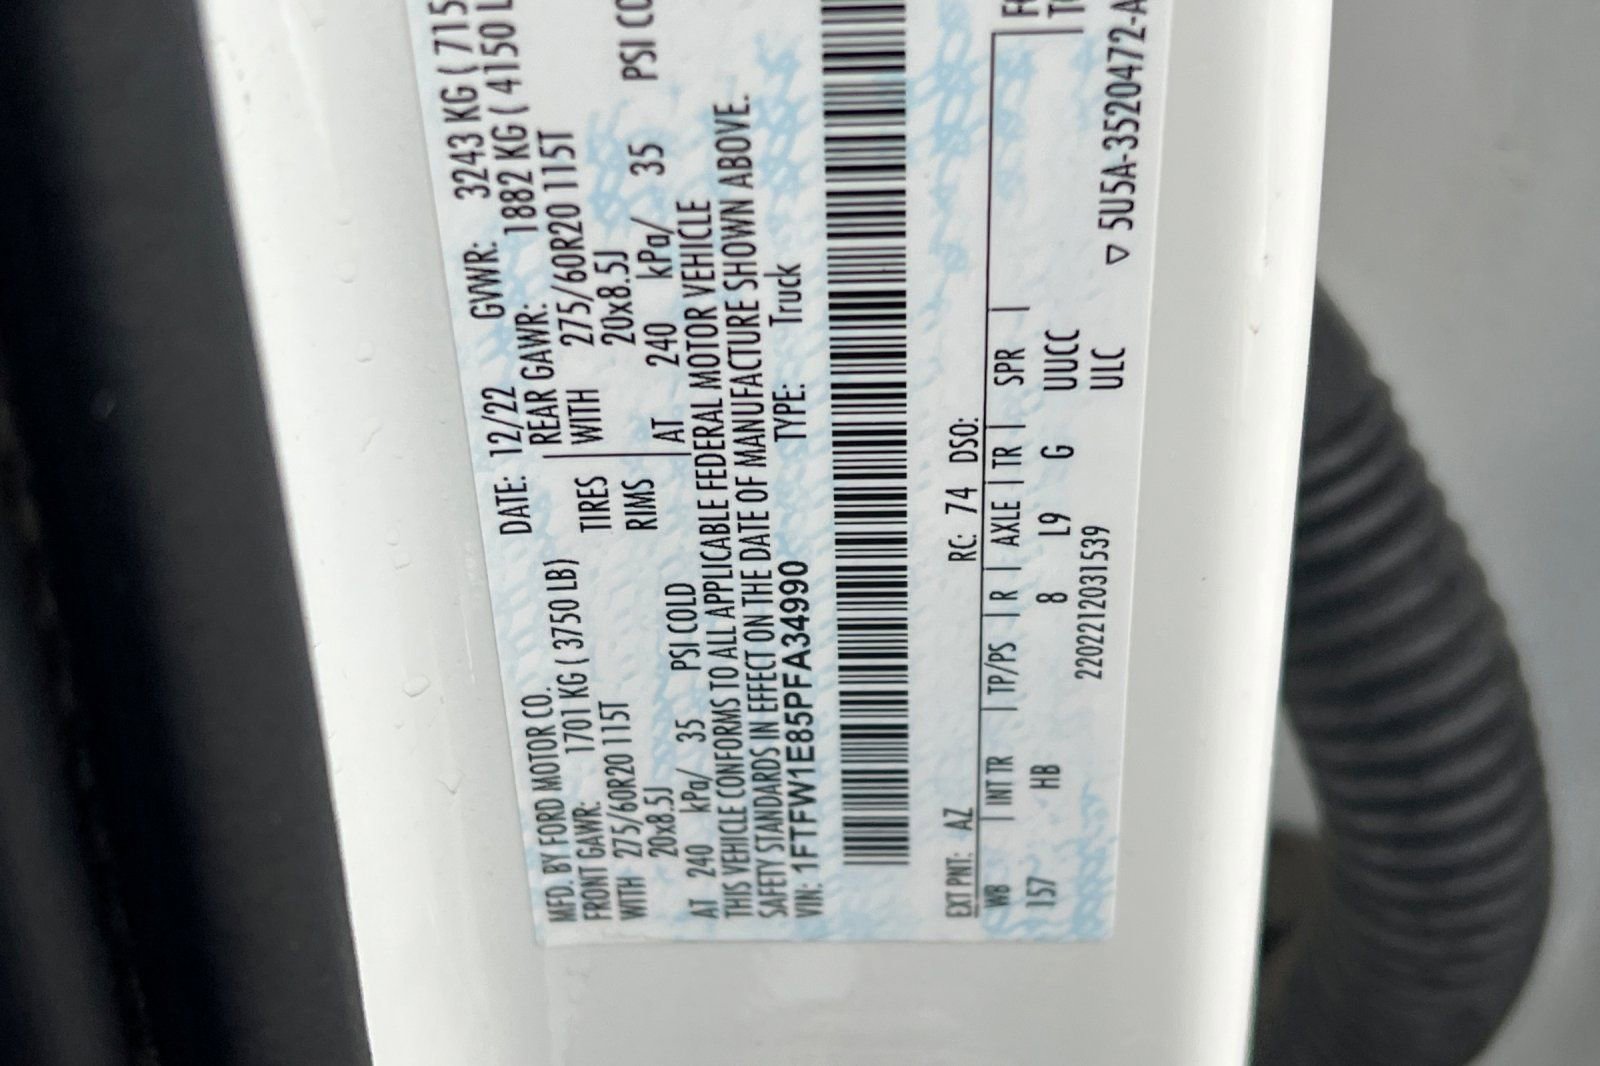 MFD. BY FORD MOTOR CO.
DATE: 12/22 GVWR: 3243 KG ( 715
FRONT GAWR: 1701 KG ( 3750 LB)
REAR GAWR: 1882 KG ( 4150 L
WITH 275/60R20 115T TIRES WITH 275/60R20 115T
20x8.5J RIMS 20x8.5J
AT 240 kPa/ 35 PSI COLD AT 240 kPa/ 35 PSI CO
THIS VEHICLE CONFORMS TO ALL APPLICABLE FEDERAL MOTOR VEHICLE
SAFETY STANDARDS IN EFFECT ON THE DATE OF MANUFACTURE SHOWN ABOVE.
VIN: 1FTFW1E85PFA34990 TYPE: Truck
EXT PNT: AZ RC: 74 DSO:
WB | INT TR | TP/PS | R | AXLE | TR | SPR |
157 HB 8 L9 G UUCC
2202212031539 ULC
▽ 5U5A-3520472-A